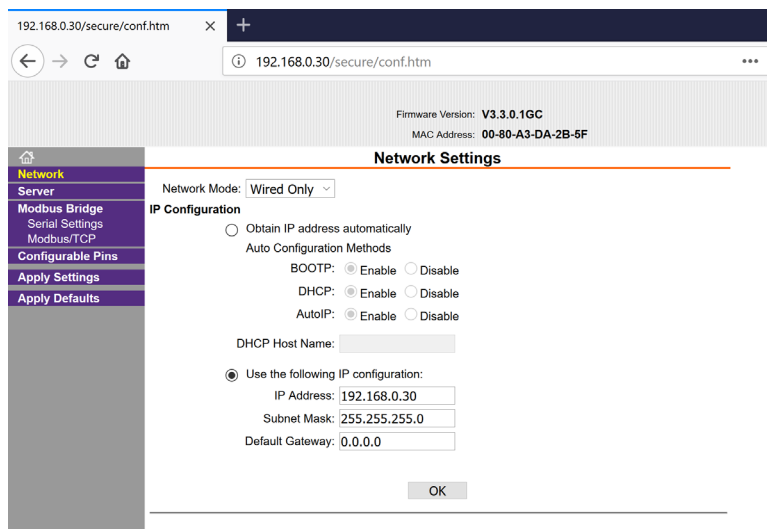 192.168.0.30/secure/conf.htm
192.168.0.30/secure/conf.htm
Firmware Version: V3.3.0.1GC
MAC Address: 00-80-A3-DA-2B-5F
Network
Server
Modbus Bridge
Serial Settings
Modbus/TCP
Configurable Pins
Apply Settings
Apply Defaults
Network Settings
Network Mode: Wired Only
IP Configuration
Obtain IP address automatically
Auto Configuration Methods
BOOTP: Enable Disable
DHCP: Enable Disable
AutoIP: Enable Disable
DHCP Host Name:
Use the following IP configuration:
IP Address: 192.168.0.30
Subnet Mask: 255.255.255.0
Default Gateway: 0.0.0.0
OK